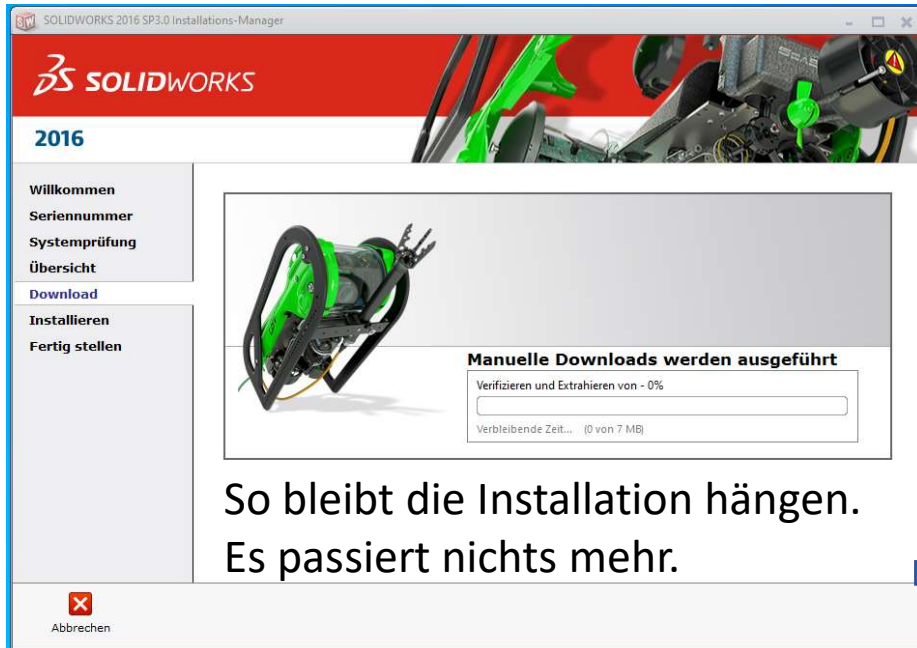 SOLIDWORKS 2016 SP3.0 Installations-Manager
SOLIDWORKS
2016
Willkommen
Seriennummer
Systemprüfung
Übersicht
Download
Installieren
Fertig stellen
Manuelle Downloads werden ausgeführt
Verifizieren und Extrahieren von - 0%
Verbleibende Zeit... (0 von 7 MB)
So bleibt die Installation hängen.
Es passiert nichts mehr.
Abbrechen